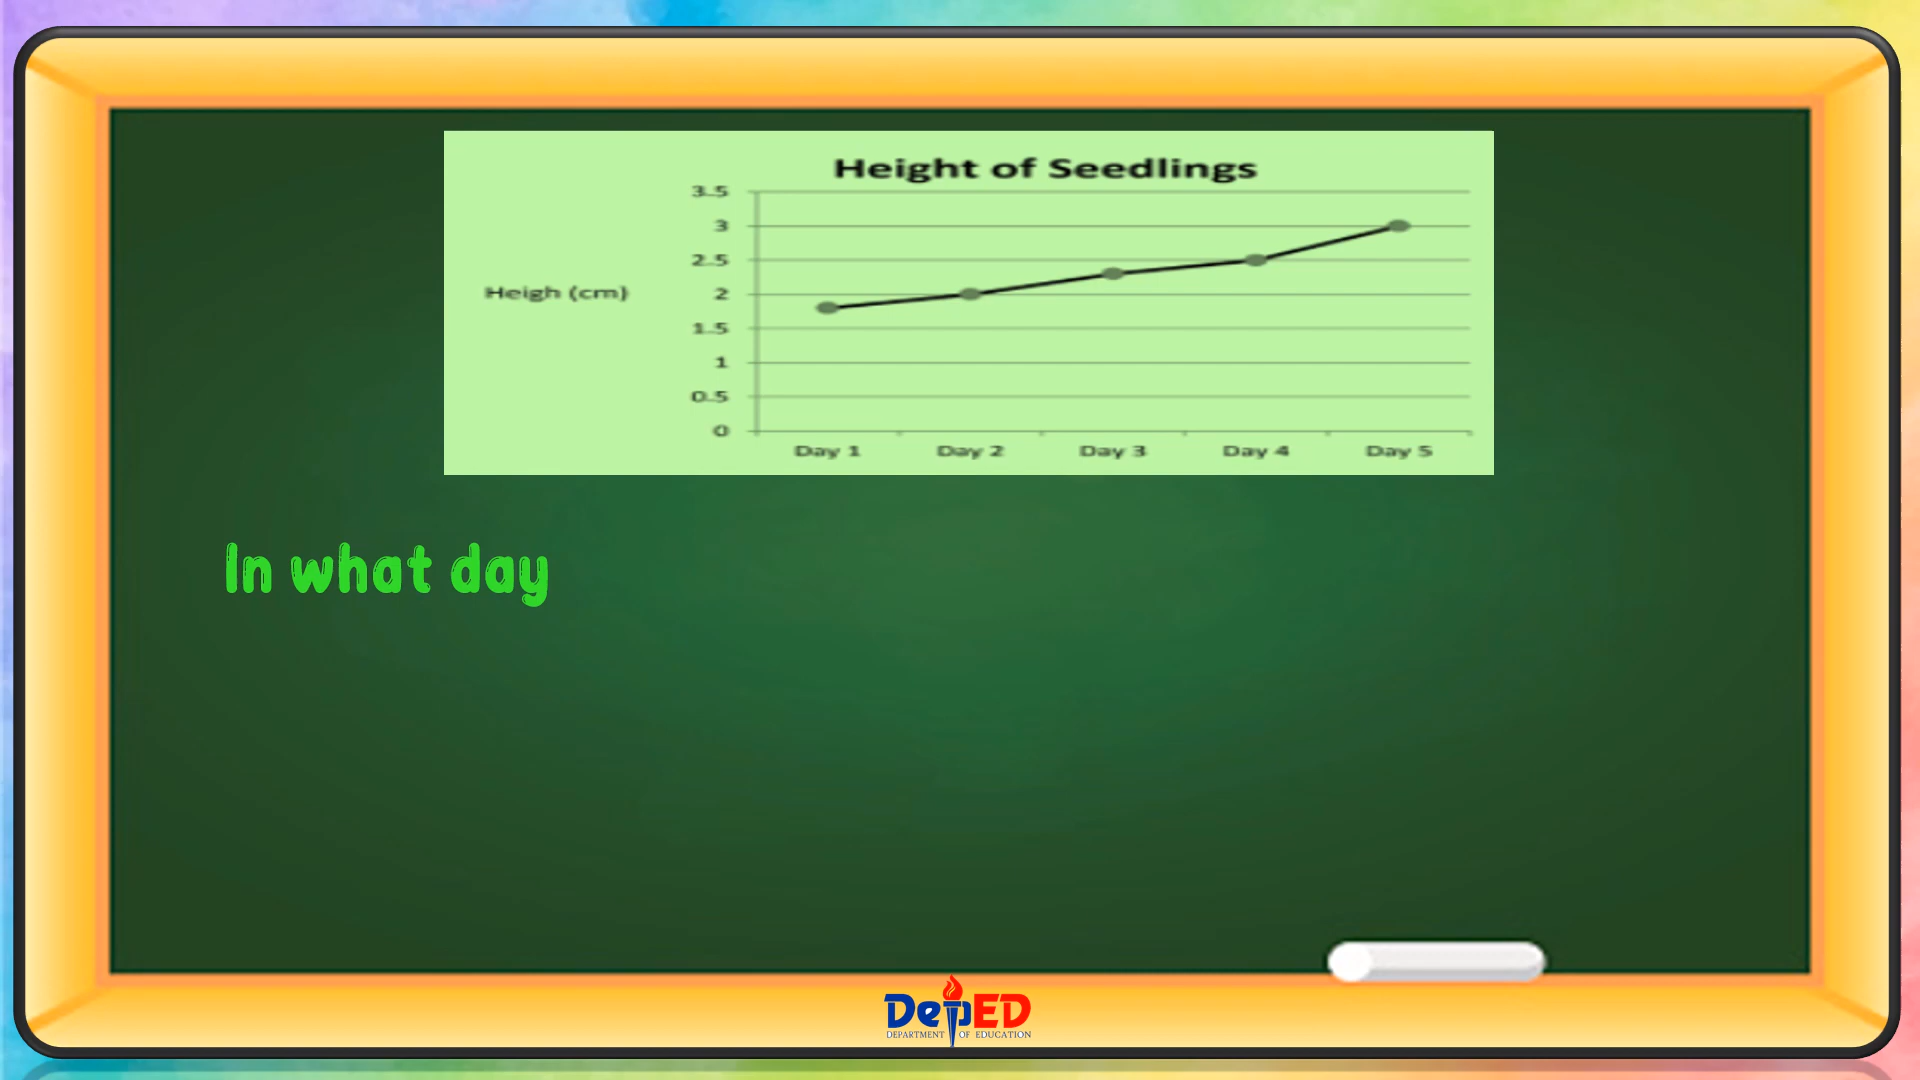 Height of Seedlings
3.5
3
2.5
Heigh (cm)
2
1.5
1
0.5
0
Day 1 Day 2 Day 3 Day 4 Day 5
In what day
DepED
DEPARTMENT OF EDUCATION